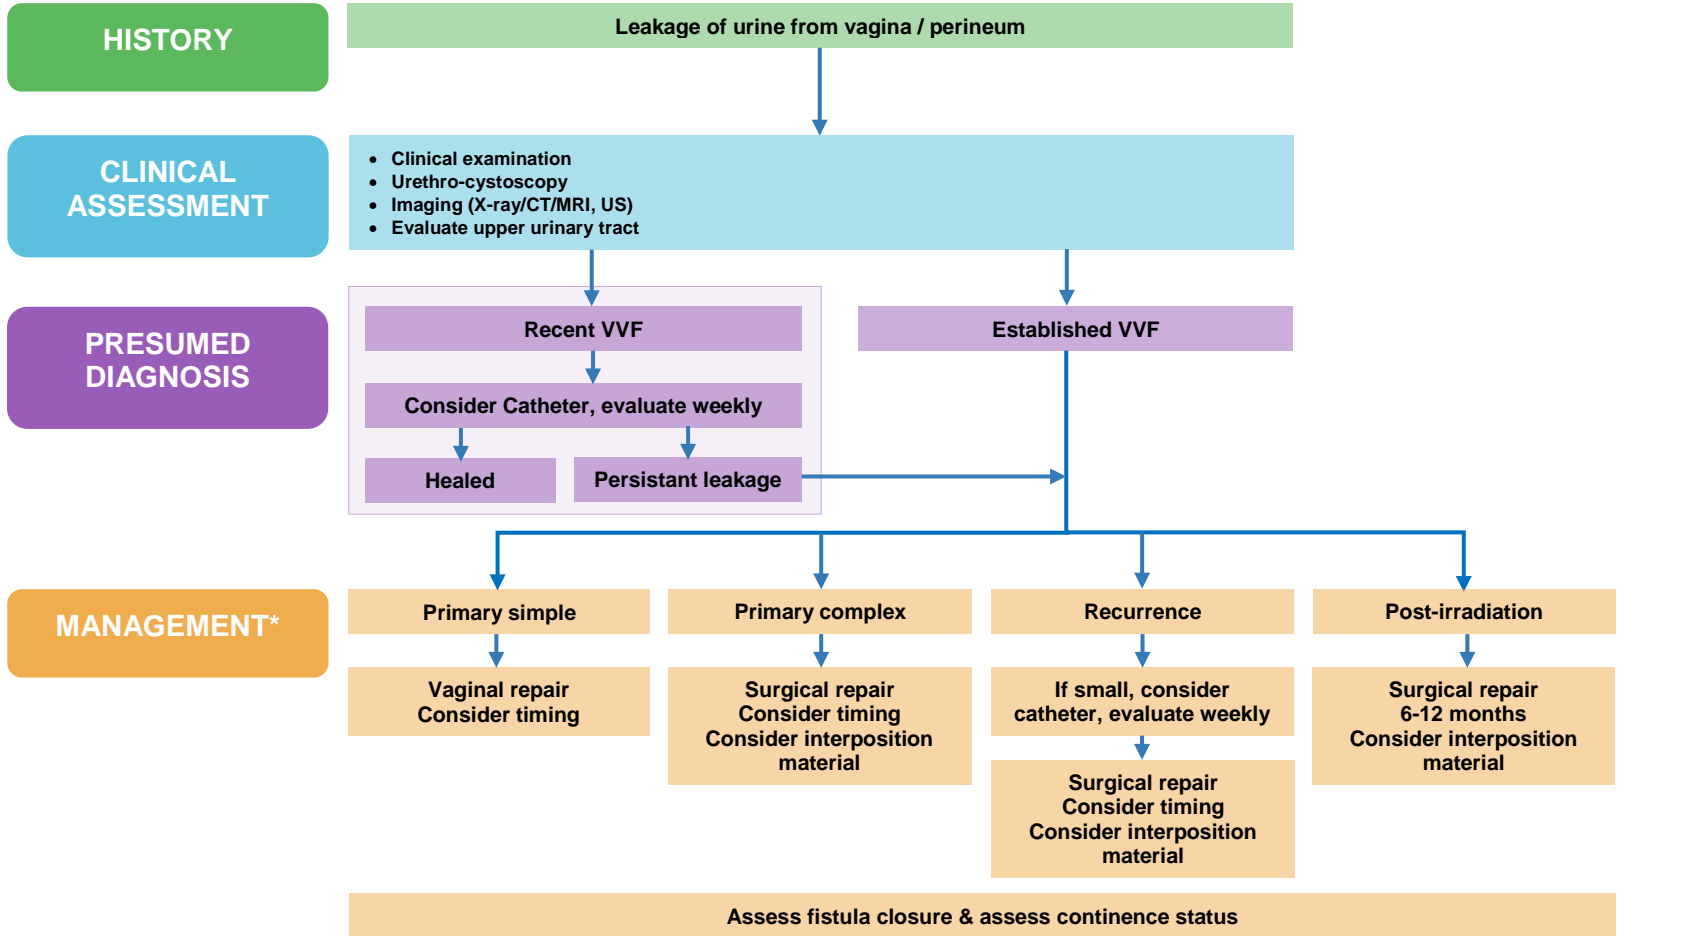 HISTORY
Leakage of urine from vagina / perineum
CLINICAL
ASSESSMENT
• Clinical examination
• Urethro-cystoscopy
• Imaging (X-ray/CT/MRI, US)
• Evaluate upper urinary tract
PRESUMED
DIAGNOSIS
Recent VVF
Established VVF
Consider Catheter, evaluate weekly
Healed
Persistant leakage
MANAGEMENT*
Primary simple
Primary complex
Recurrence
Post-irradiation
Vaginal repair
Consider timing
Surgical repair
Consider timing
Consider interposition
material
If small, consider
catheter, evaluate weekly
Surgical repair
Consider timing
Consider interposition
material
Surgical repair
6-12 months
Consider interposition
material
Assess fistula closure & assess continence status